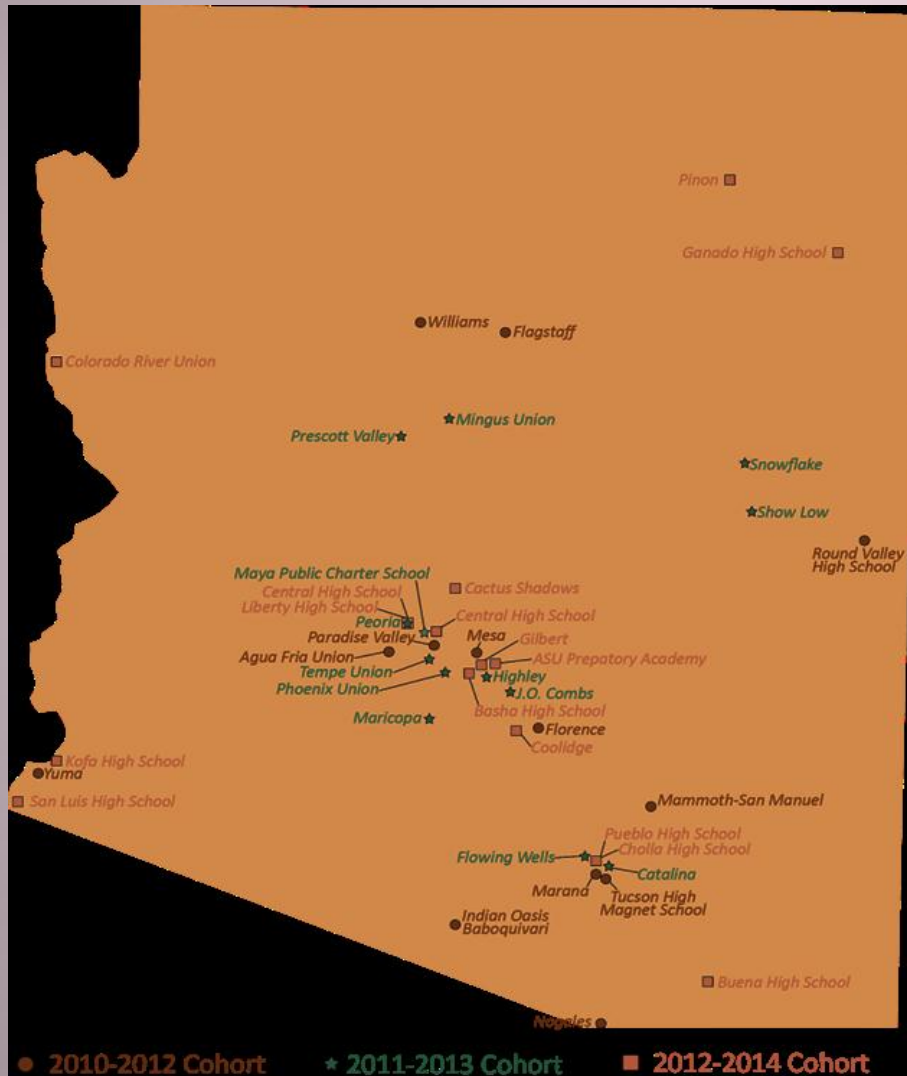 Pinon
Ganado High School
Williams
Flagstaff
Colorado River Union
Mingus Union
Prescott Valley
Snowflake
Show Low
Round Valley
High School
Maya Public Charter School
Cactus Shadows
Central High School
Liberty High School
Central High School
Peoria
Paradise Valley
Mesa
Gilbert
Agua Fria Union
ASU Prepatory Academy
Tempe Union
Highley
Phoenix Union
J.O. Combs
Basha High School
Maricopa
Florence
Coolidge
Kofa High School
Yuma
San Luis High School
Mammoth-San Manuel
Pueblo High School
Cholla High School
Flowing Wells
Catalina
Marana
Tucson High
Magnet School
Indian Oasis
Baboquivari
Buena High School
Nogales
2010-2012 Cohort
2011-2013 Cohort
2012-2014 Cohort